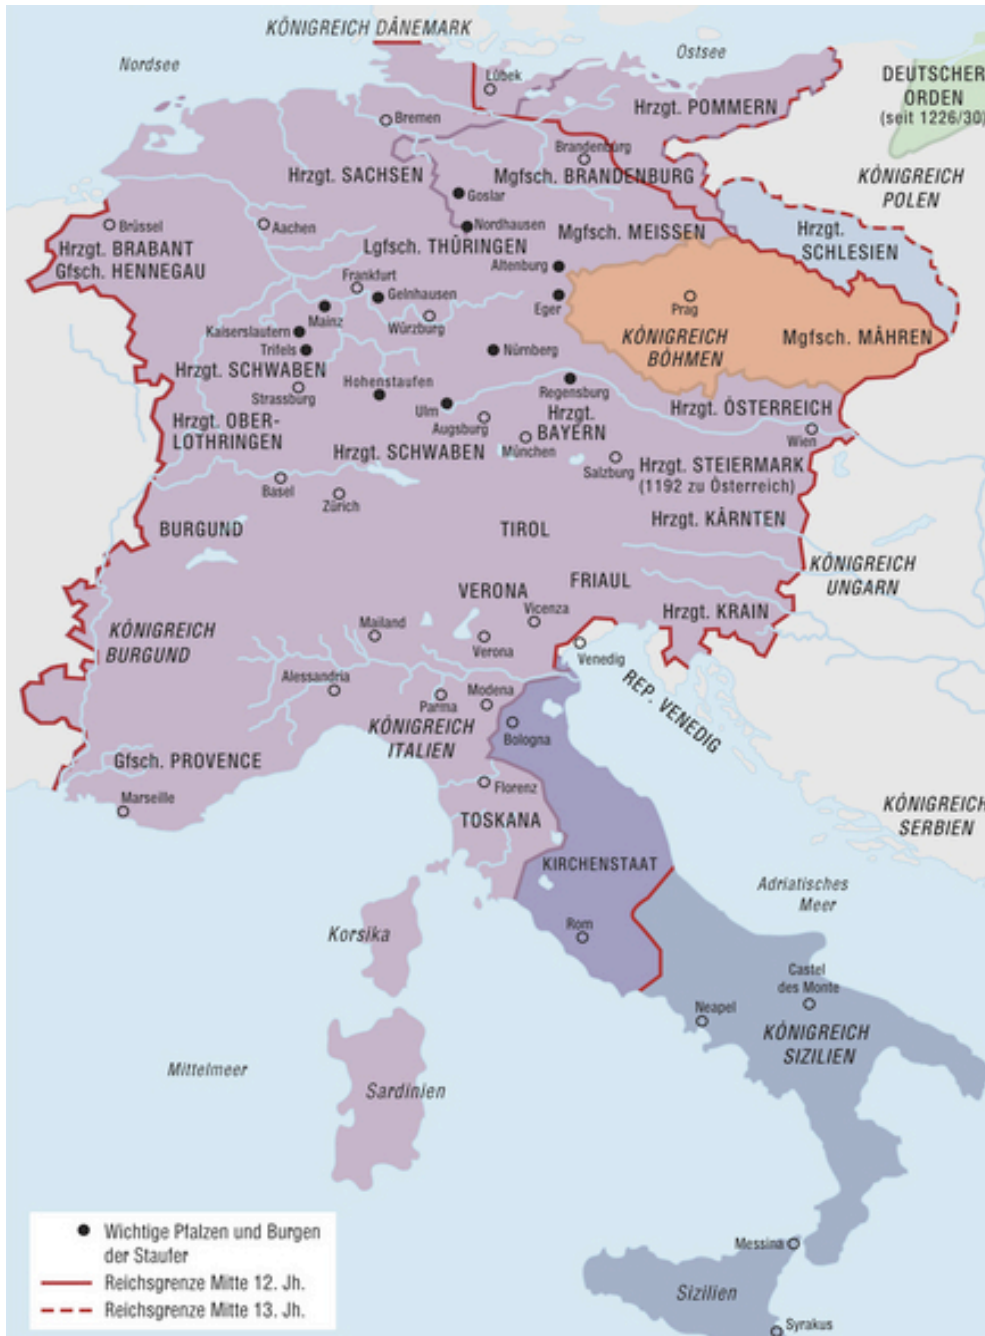 KÖNIGREICH DÄNEMARK
Nordsee
Ostsee
Lübek
DEUTSCHER
ORDEN
(seit 1226/30)
Hrzgt. POMMERN
Bremen
Brandenburg
Hrzgt. SACHSEN
Mgfsch. BRANDENBURG
KÖNIGREICH
POLEN
Goslar
Brüssel
Aachen
Nordhausen
Mgfsch. MEISSEN
Hrzgt.
SCHLESIEN
Hrzgt. BRABANT
Gfsch. HENNEGAU
Lgfsch. THÜRINGEN
Altenburg
Frankfurt
Gelnhausen
Eger
Prag
Mainz
Würzburg
Kaiserslautern
KÖNIGREICH
BÖHMEN
Mgfsch. MÄHREN
Trifels
Nürnberg
Hrzgt. SCHWABEN
Strassburg
Hohenstaufen
Regensburg
Ulm
Hrzgt. ÖSTERREICH
Hrzgt. OBER-
LOTHRINGEN
Augsburg
Hrzgt.
BAYERN
Wien
Hrzgt. SCHWABEN
München
Salzburg
Hrzgt. STEIERMARK
(1192 zu Österreich)
Basel
Zürich
BURGUND
TIROL
Hrzgt. KÄRNTEN
KÖNIGREICH
UNGARN
FRIAUL
VERONA
Vicenza
Hrzgt. KRAIN
KÖNIGREICH
BURGUND
Mailand
Verona
Venedig
Alessandria
Parma
Modena
REP. VENEDIG
KÖNIGREICH
ITALIEN
Bologna
Gfsch. PROVENCE
Florenz
Marseille
TOSKANA
KÖNIGREICH
SERBIEN
KIRCHENSTAAT
Adriatisches
Meer
Korsika
Rom
Castel
des Monte
Neapel
KÖNIGREICH
SIZILIEN
Mittelmeer
Sardinien
Messina
Sizilien
Syrakus
Wichtige Pfalzen und Burgen
der Staufer
Reichsgrenze Mitte 12. Jh.
Reichsgrenze Mitte 13. Jh.